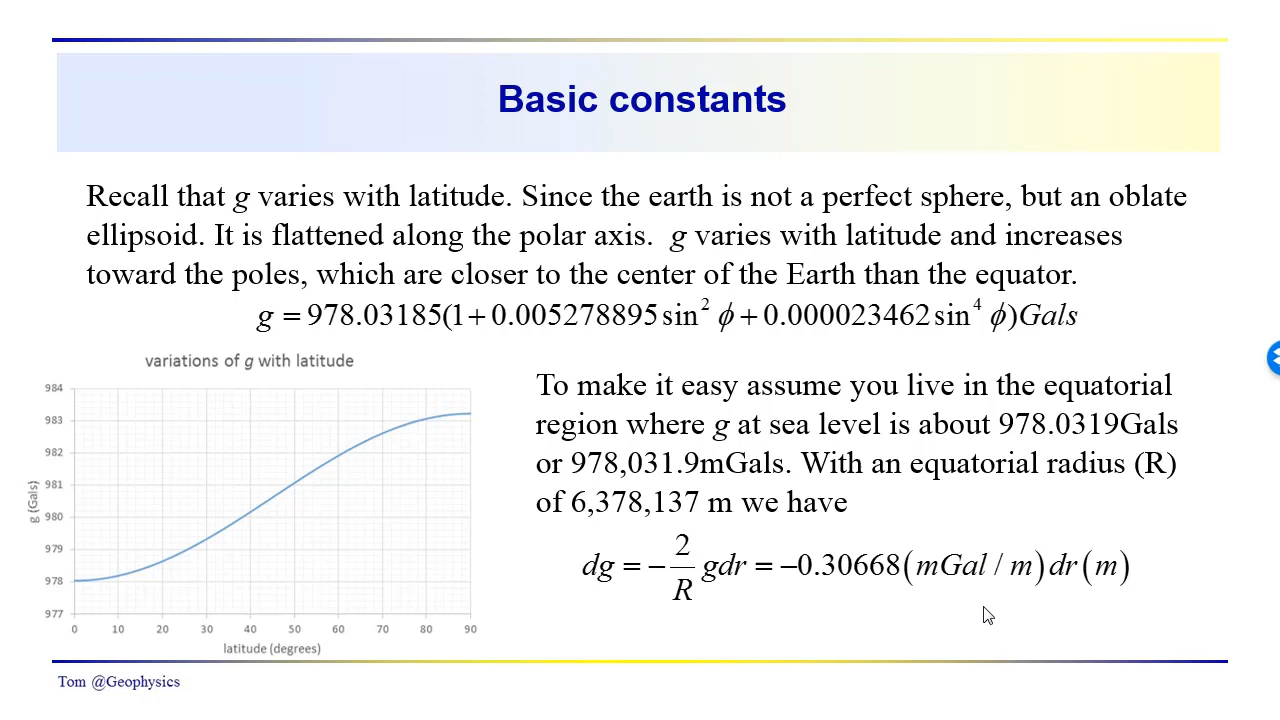 Basic constants
Recall that g varies with latitude. Since the earth is not a perfect sphere, but an oblate
ellipsoid. It is flattened along the polar axis. g varies with latitude and increases
toward the poles, which are closer to the center of the Earth than the equator.
g = 978.03185(1+0.005278895 sin² ϕ + 0.000023462 sin⁴ ϕ)Gals
variations of g with latitude
984
983
982
981
980
979
978
977
g (Gals)
0 10 20 30 40 50 60 70 80 90
latitude (degrees)
To make it easy assume you live in the equatorial
region where g at sea level is about 978.0319Gals
or 978,031.9mGals. With an equatorial radius (R)
of 6,378,137 m we have
dg = −2/R gdr = −0.30668(mGal / m) dr(m)
Tom @Geophysics